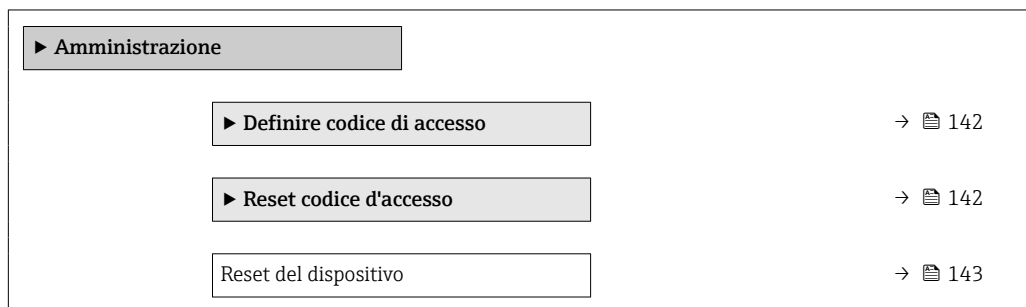 ▶ Amministrazione
▶ Definire codice di accesso → 142
▶ Reset codice d'accesso → 142
Reset del dispositivo → 143